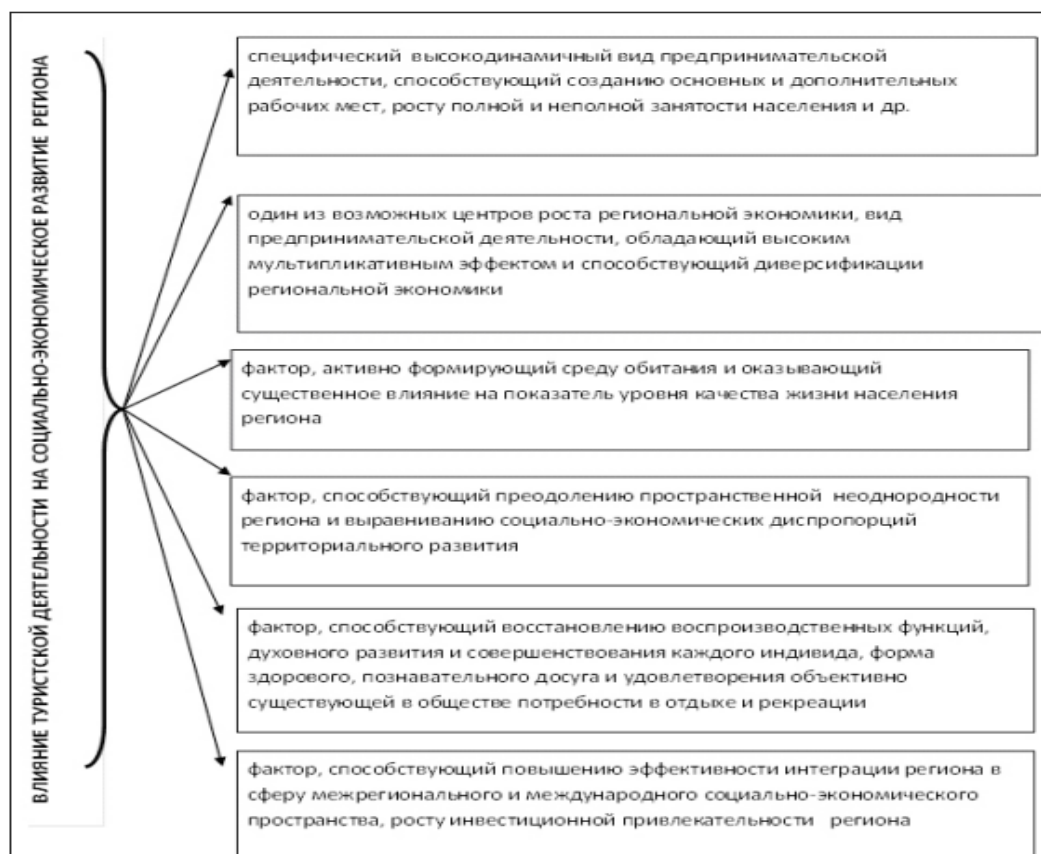 ВЛИЯНИЕ ТУРИСТСКОЙ ДЕЯТЕЛЬНОСТИ НА СОЦИАЛЬНО-ЭКОНОМИЧЕСКОЕ РАЗВИТИЕ РЕГИОНА
специфический высокодинамичный вид предпринимательской
деятельности, способствующий созданию основных и дополнительных
рабочих мест, росту полной и неполной занятости населения и др.
один из возможных центров роста региональной экономики, вид
предпринимательской деятельности, обладающий высоким
мультипликативным эффектом и способствующий диверсификации
региональной экономики
фактор, активно формирующий среду обитания и оказывающий
существенное влияние на показатель уровня качества жизни населения
региона
фактор, способствующий преодолению пространственной неоднородности
региона и выравниванию социально-экономических диспропорций
территориального развития
фактор, способствующий восстановлению воспроизводственных функций,
духовного развития и совершенствования каждого индивида, форма
здорового, познавательного досуга и удовлетворения объективно
существующей в обществе потребности в отдыхе и рекреации
фактор, способствующий повышению эффективности интеграции региона в
сферу межрегионального и международного социально-экономического
пространства, росту инвестиционной привлекательности региона